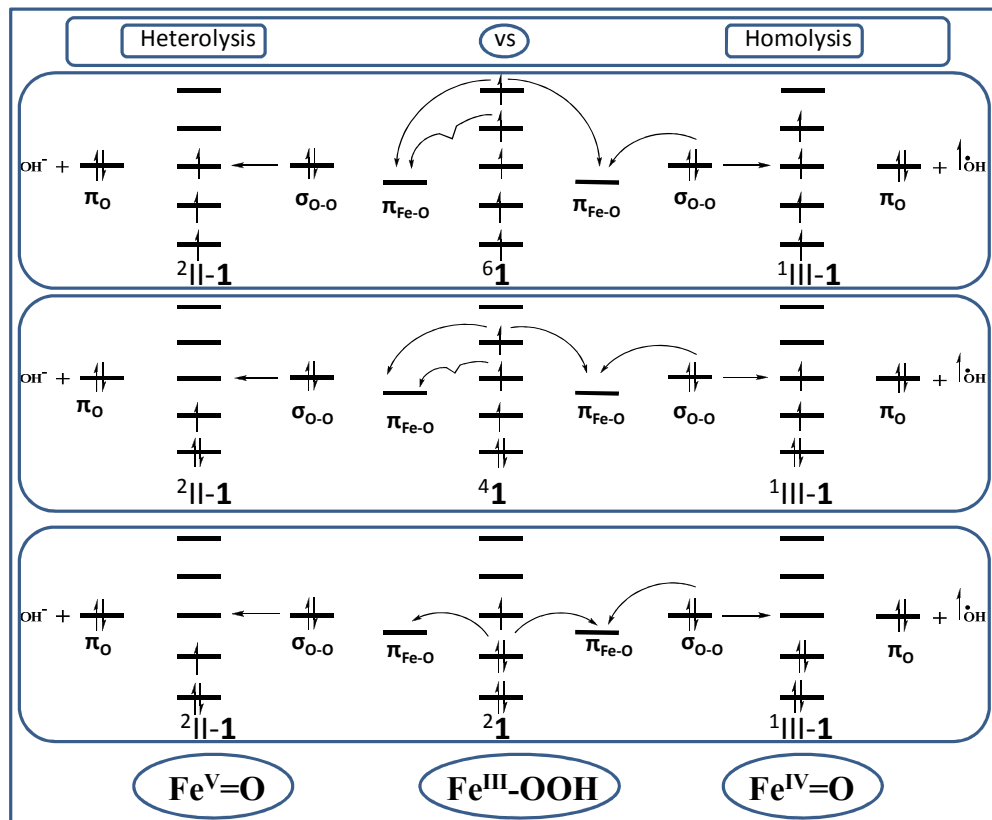 Heterolysis vs Homolysis
OH⁻ + π_O σ_O-O π_Fe-O π_Fe-O σ_O-O π_O + •OH
²II-1 ⁶1 ¹III-1
OH⁻ + π_O σ_O-O π_Fe-O π_Fe-O σ_O-O π_O + •OH
²II-1 ⁴1 ¹III-1
OH⁻ + π_O σ_O-O π_Fe-O π_Fe-O σ_O-O π_O + •OH
²II-1 ²1 ¹III-1
Fe^V=O Fe^III-OOH Fe^IV=O